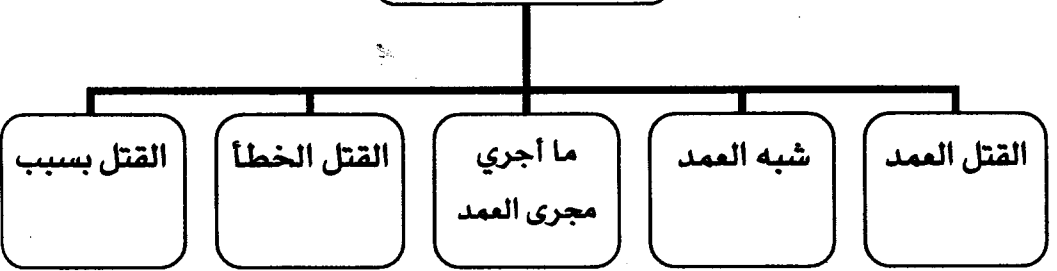 القتل العمد
شبه العمد
ما أجري
مجرى العمد
القتل الخطأ
القتل بسبب